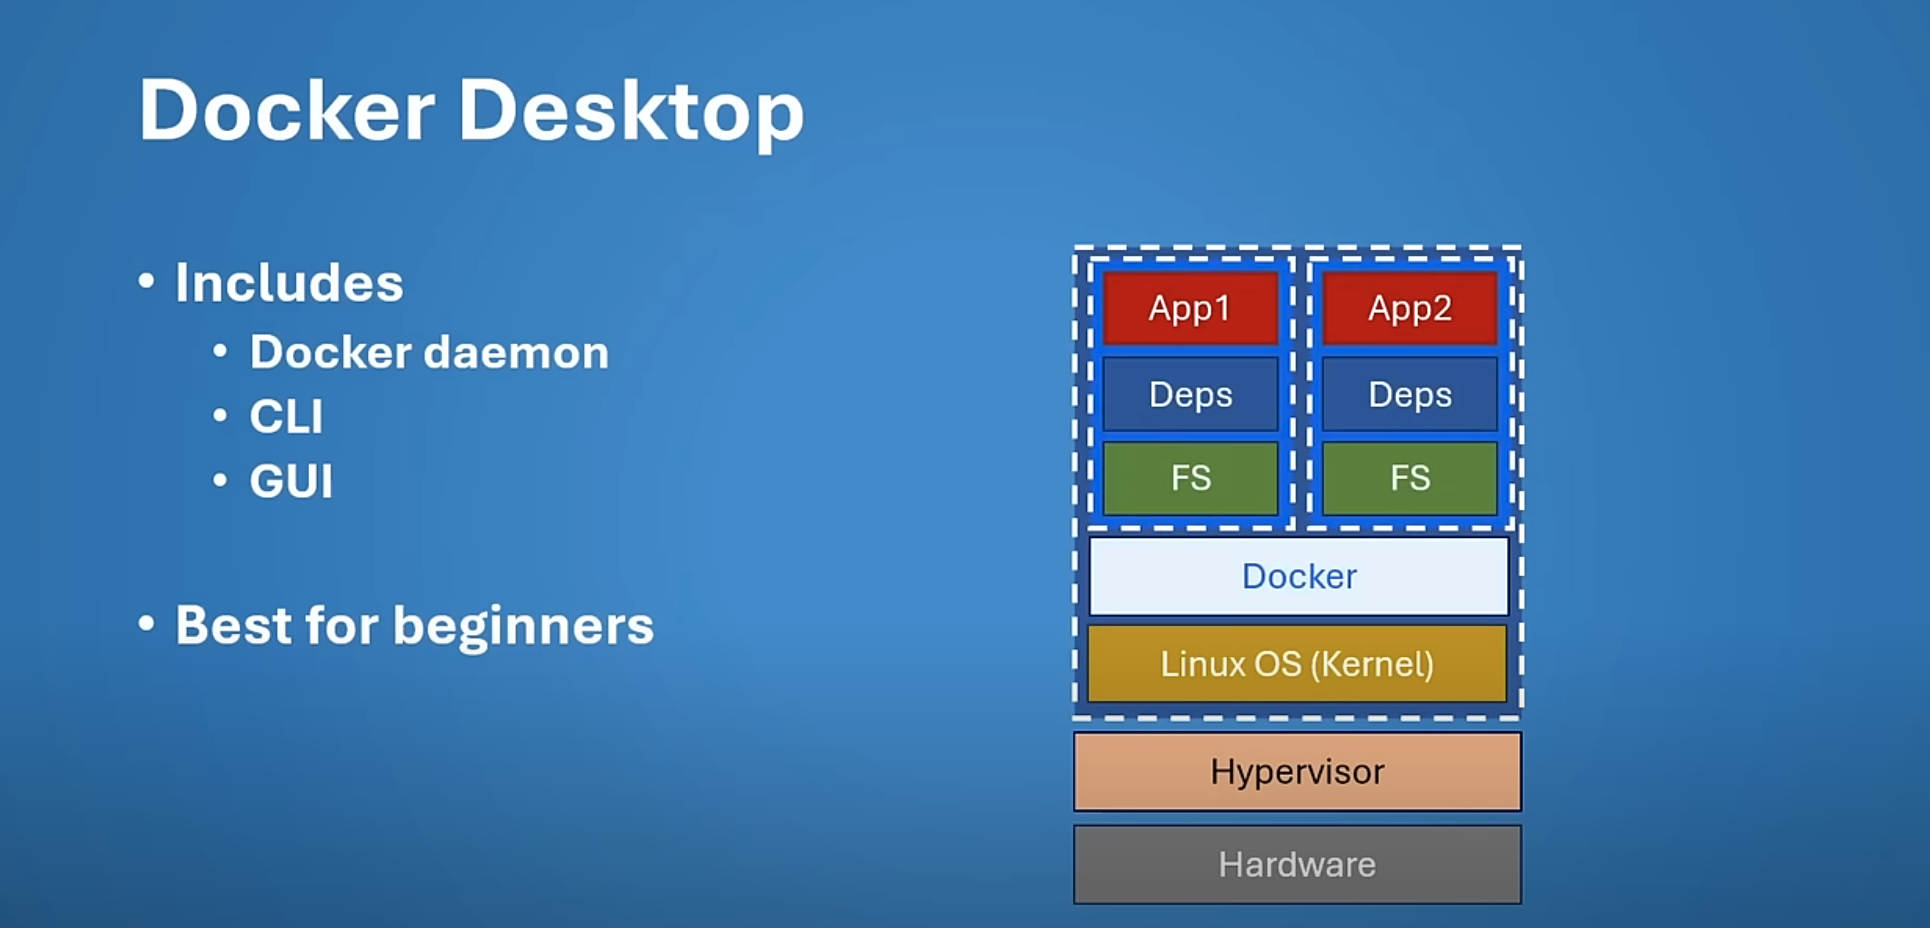 Docker Desktop
• Includes
• Docker daemon
• CLI
• GUI
• Best for beginners
App1
App2
Deps
Deps
FS
FS
Docker
Linux OS (Kernel)
Hypervisor
Hardware